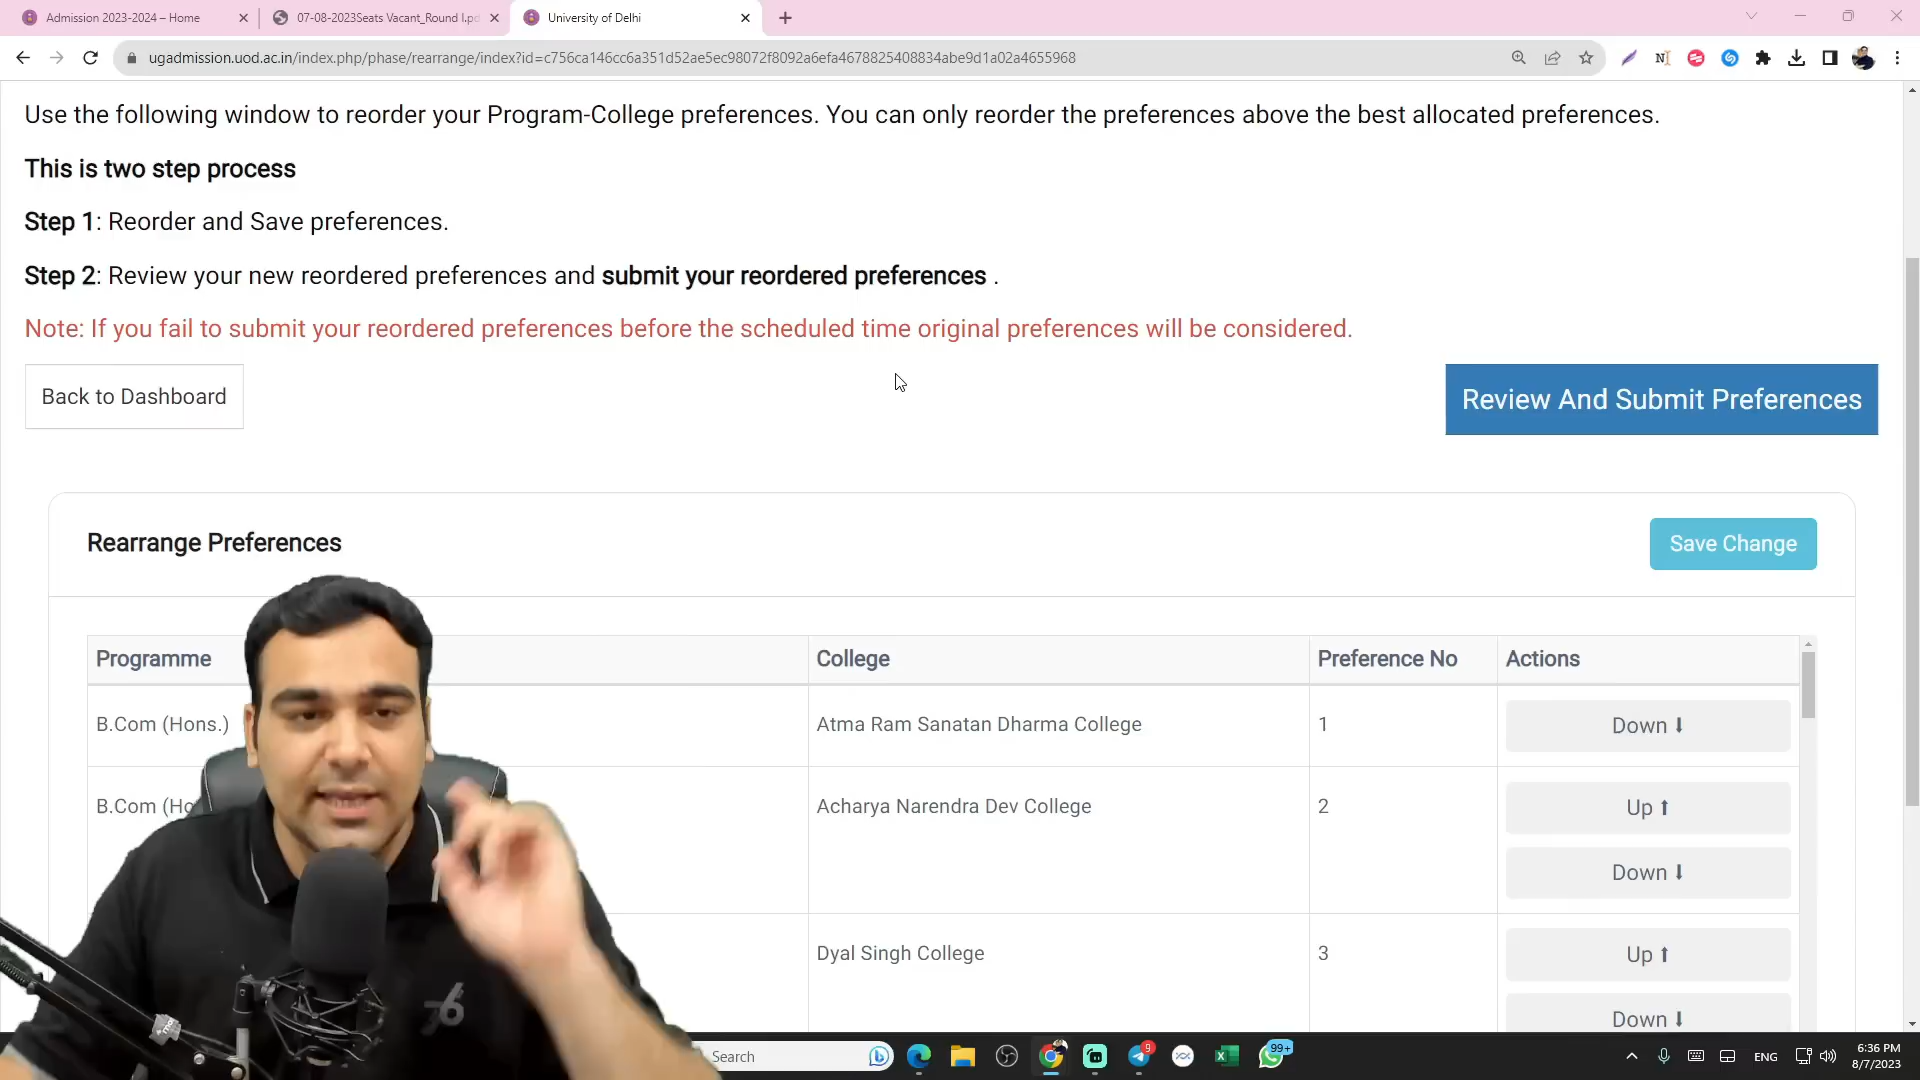 Admission 2023-2024 – Home
07-08-2023Seats Vacant_Round I.pd
University of Delhi
ugadmission.uod.ac.in/index.php/phase/rearrange/index?id=c756ca146cc6a351d52ae5ec98072f8092a6efa4678825408834abe9d1a02a4655968
Use the following window to reorder your Program-College preferences. You can only reorder the preferences above the best allocated preferences.
This is two step process
Step 1: Reorder and Save preferences.
Step 2: Review your new reordered preferences and submit your reordered preferences .
Note: If you fail to submit your reordered preferences before the scheduled time original preferences will be considered.
Back to Dashboard
Review And Submit Preferences
Rearrange Preferences
Save Change
Programme College Preference No Actions
B.Com (Hons.) Atma Ram Sanatan Dharma College 1 Down ⬇
B.Com (Ho Acharya Narendra Dev College 2 Up ⬆
Down ⬇
Dyal Singh College 3 Up ⬆
Down ⬇
76
Search
9
99+
ENG
6:36 PM
8/7/2023